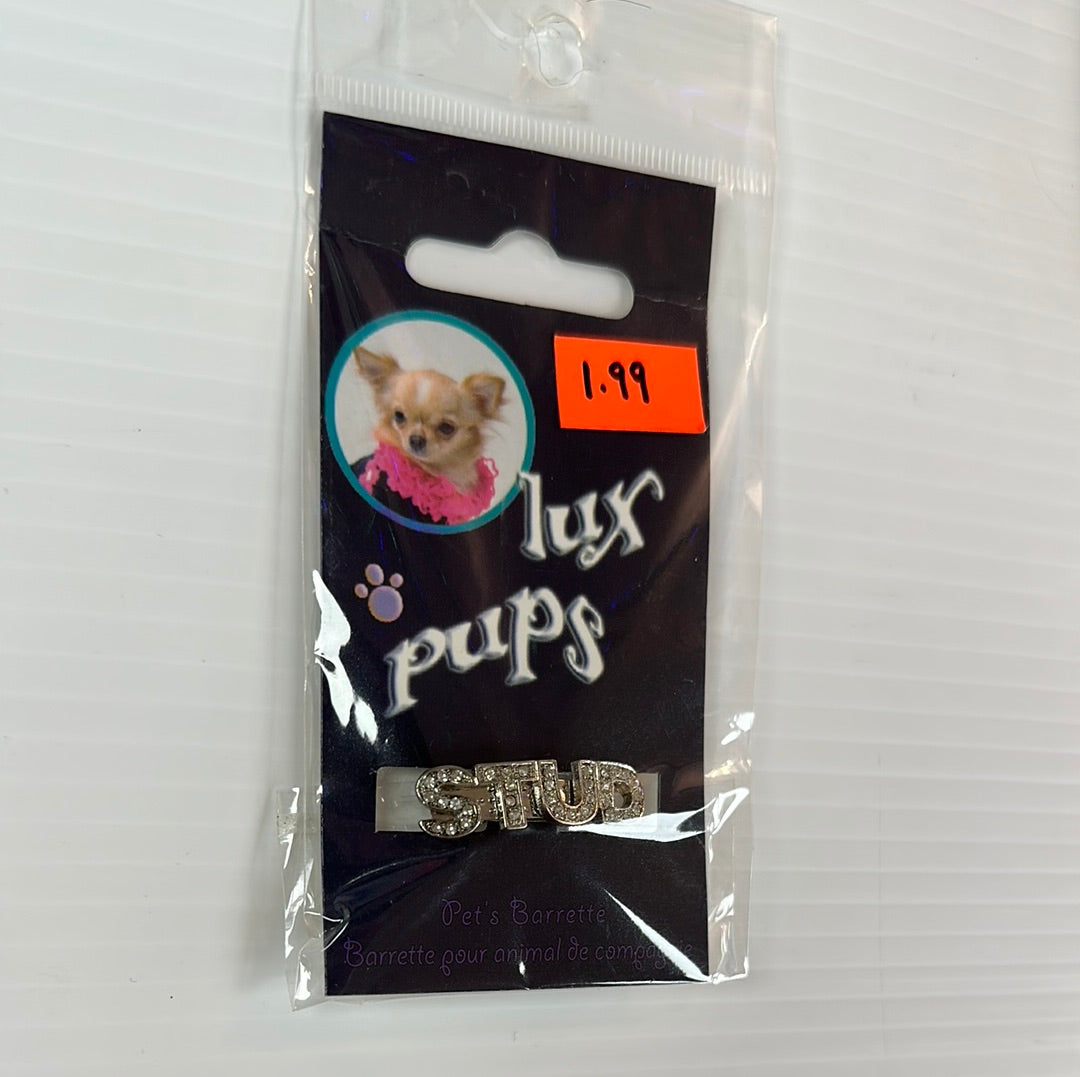 1.99
lux
pups
STUD
Pet's Barrette
Barrette pour animal de compagnie